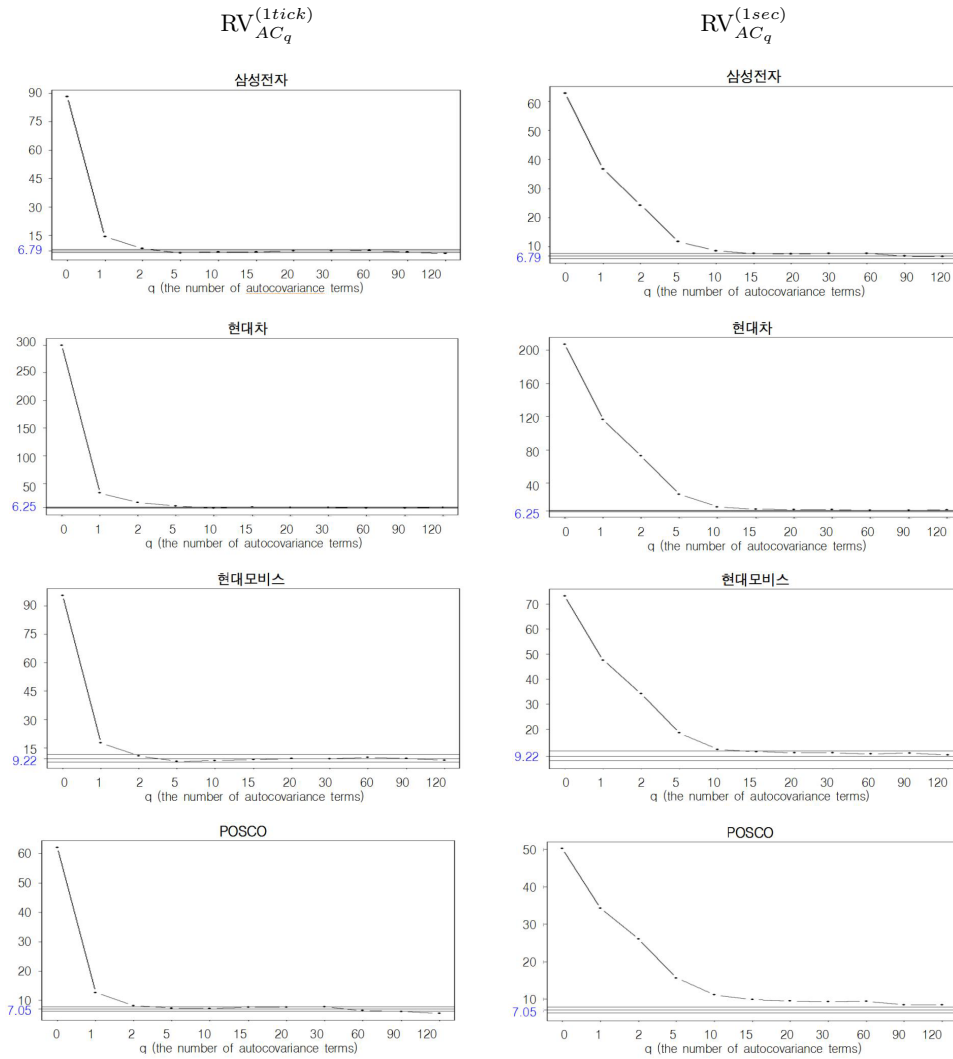 RV_{AC_q}^{(1tick)} RV_{AC_q}^{(1sec)}
삼성전자
90
75
60
45
30
15
6.79
0 1 2 5 10 15 20 30 60 90 120
q (the number of autocovariance terms)
삼성전자
60
50
40
30
20
10
6.79
0 1 2 5 10 15 20 30 60 90 120
q (the number of autocovariance terms)
현대차
300
250
200
150
100
50
6.25
0 1 2 5 10 15 20 30 60 90 120
q (the number of autocovariance terms)
현대차
200
160
120
80
40
6.25
0 1 2 5 10 15 20 30 60 90 120
q (the number of autocovariance terms)
현대모비스
90
75
60
45
30
15
9.22
0 1 2 5 10 15 20 30 60 90 120
q (the number of autocovariance terms)
현대모비스
70
60
50
40
30
20
9.22
0 1 2 5 10 15 20 30 60 90 120
q (the number of autocovariance terms)
POSCO
60
50
40
30
20
10
7.05
0 1 2 5 10 15 20 30 60 90 120
q (the number of autocovariance terms)
POSCO
50
40
30
20
10
7.05
0 1 2 5 10 15 20 30 60 90 120
q (the number of autocovariance terms)